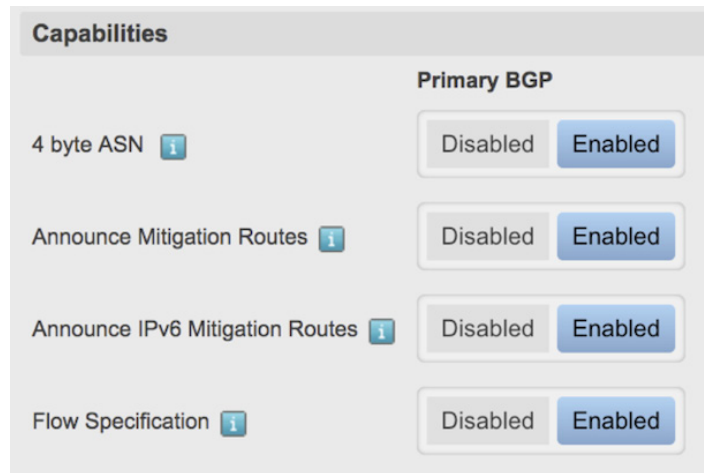 Capabilities
Primary BGP
4 byte ASN i Disabled Enabled
Announce Mitigation Routes i Disabled Enabled
Announce IPv6 Mitigation Routes i Disabled Enabled
Flow Specification i Disabled Enabled